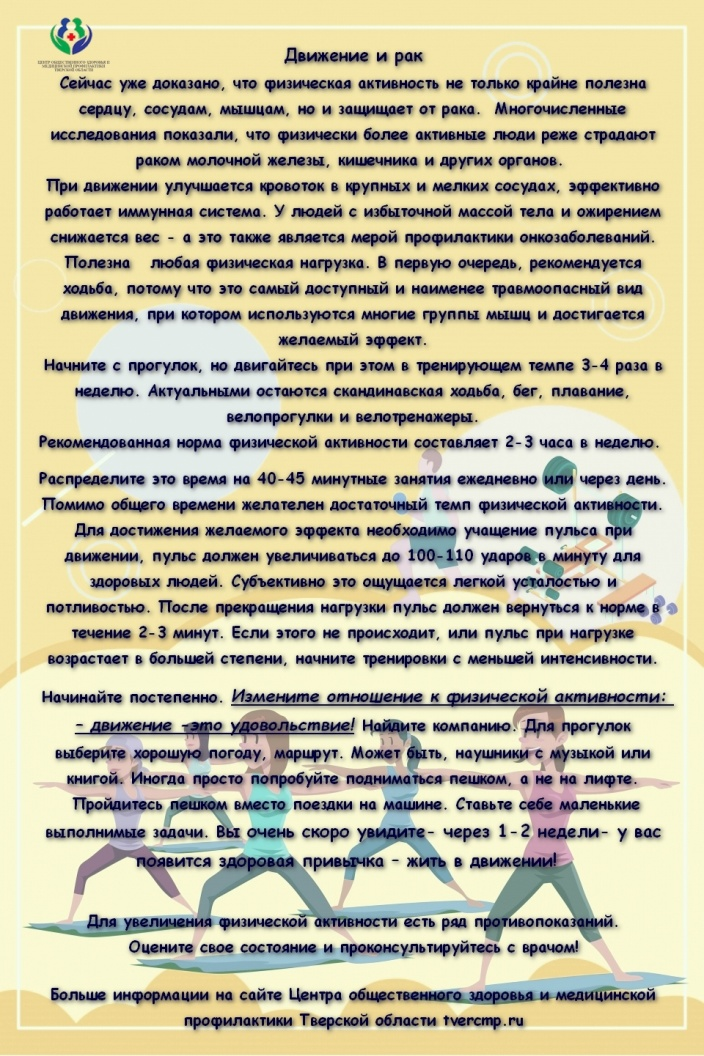 ЦЕНТР ОБЩЕСТВЕННОГО ЗДОРОВЬЯ И
МЕДИЦИНСКОЙ ПРОФИЛАКТИКИ
ТВЕРСКОЙ ОБЛАСТИ
Движение и рак
Сейчас уже доказано, что физическая активность не только крайне полезна
сердцу, сосудам, мышцам, но и защищает от рака. Многочисленные
исследования показали, что физически более активные люди реже страдают
раком молочной железы, кишечника и других органов.
При движении улучшается кровоток в крупных и мелких сосудах, эффективно
работает иммунная система. У людей с избыточной массой тела и ожирением
снижается вес - а это также является мерой профилактики онкозаболеваний.
Полезна любая физическая нагрузка. В первую очередь, рекомендуется
ходьба, потому что это самый доступный и наименее травмоопасный вид
движения, при котором используются многие группы мышц и достигается
желаемый эффект.
Начните с прогулок, но двигайтесь при этом в тренирующем темпе 3-4 раза в
неделю. Актуальными остаются скандинавская ходьба, бег, плавание,
велопрогулки и велотренажеры.
Рекомендованная норма физической активности составляет 2-3 часа в неделю.
Распределите это время на 40-45 минутные занятия ежедневно или через день.
Помимо общего времени желателен достаточный темп физической активности.
Для достижения желаемого эффекта необходимо учащение пульса при
движении, пульс должен увеличиваться до 100-110 ударов в минуту для
здоровых людей. Субъективно это ощущается легкой усталостью и
потливостью. После прекращения нагрузки пульс должен вернуться к норме в
течение 2-3 минут. Если этого не происходит, или пульс при нагрузке
возрастает в большей степени, начните тренировки с меньшей интенсивности.
Начинайте постепенно. Измените отношение к физической активности:
– движение -это удовольствие! Найдите компанию. Для прогулок
выберите хорошую погоду, маршрут. Может быть, наушники с музыкой или
книгой. Иногда просто попробуйте подниматься пешком, а не на лифте.
Пройдитесь пешком вместо поездки на машине. Ставьте себе маленькие
выполнимые задачи. Вы очень скоро увидите- через 1-2 недели- у вас
появится здоровая привычка – жить в движении!
Для увеличения физической активности есть ряд противопоказаний.
Оцените свое состояние и проконсультируйтесь с врачом!
Больше информации на сайте Центра общественного здоровья и медицинской
профилактики Тверской области tvercmp.ru